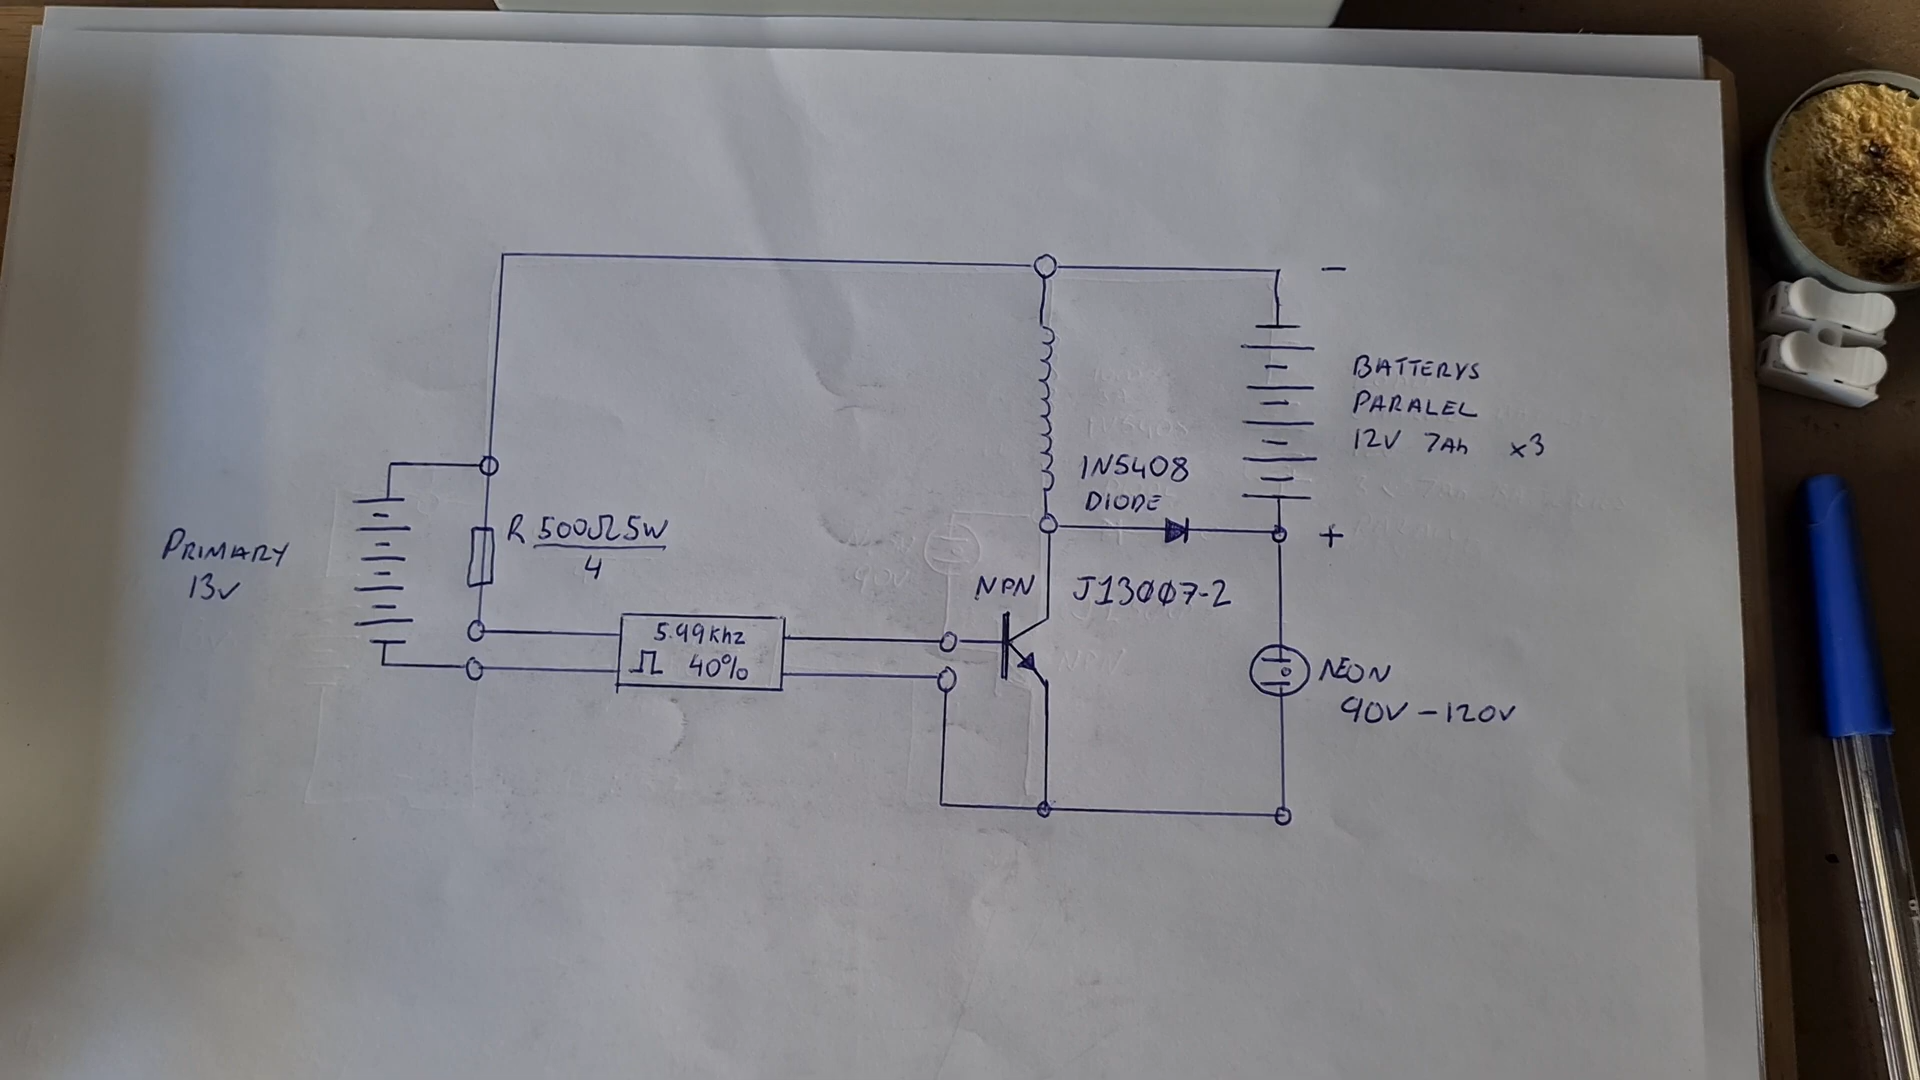 -
BATTERYS
PARALEL
12V 7Ah x3
1N5408
DIODE
+
R 500Ω 5W
4
PRIMARY
13V
NPN
J13007-2
5.99Khz
40%
NEON
90V - 120V